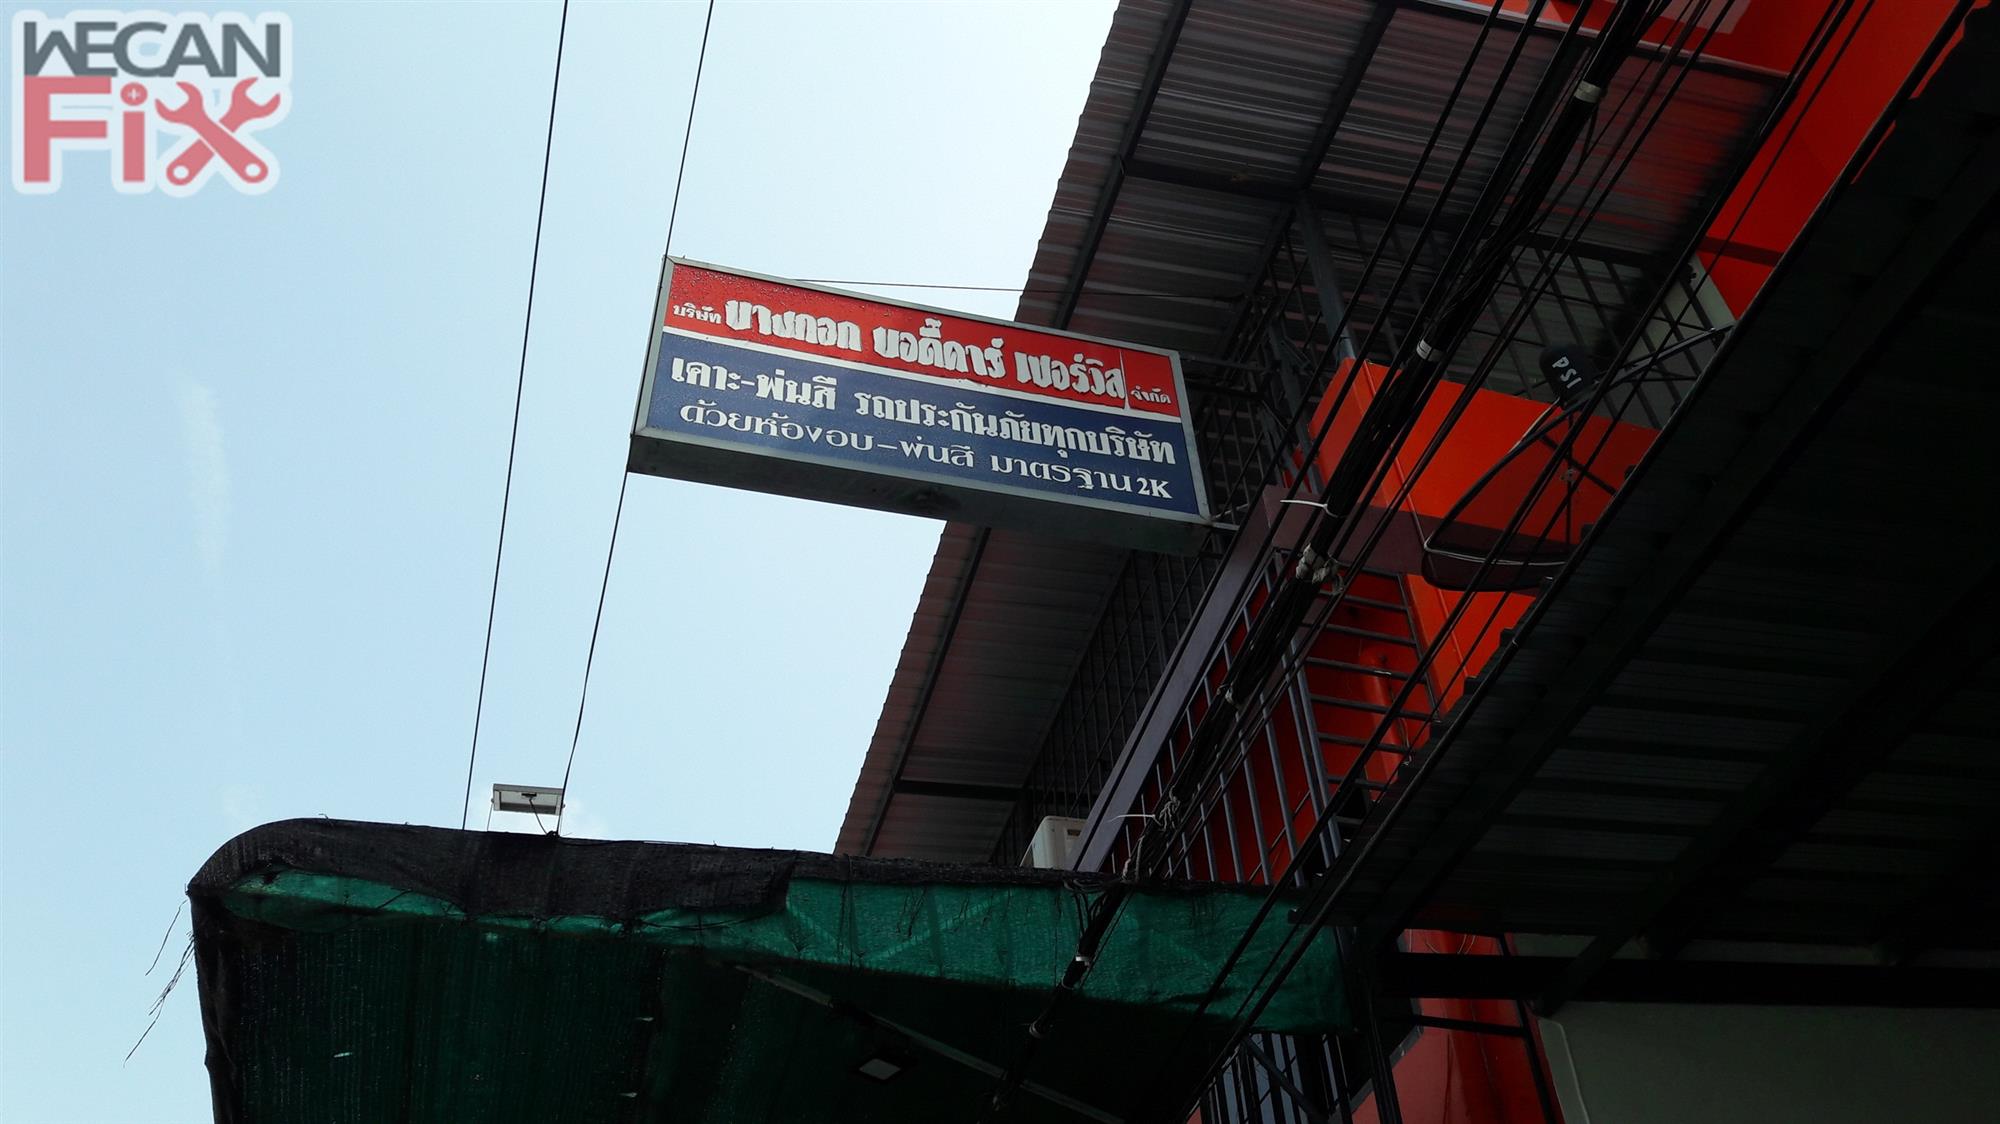 WECAN
Fix
บริษัท บางกอก บอดี้คาร์ เซอร์วิส จำกัด
เคาะ-พ่นสี รถประกันภัยทุกบริษัท
ด้วยห้องอบ-พ่นสี มาตรฐาน 2K
PSI